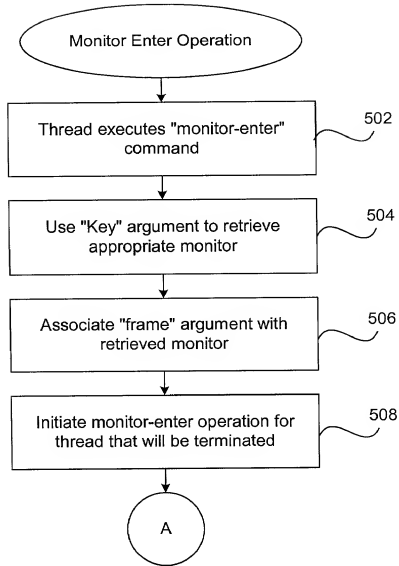 Monitor Enter Operation
Thread executes "monitor-enter"
command
502
Use "Key" argument to retrieve
appropriate monitor
504
Associate "frame" argument with
retrieved monitor
506
Initiate monitor-enter operation for
thread that will be terminated
508
A